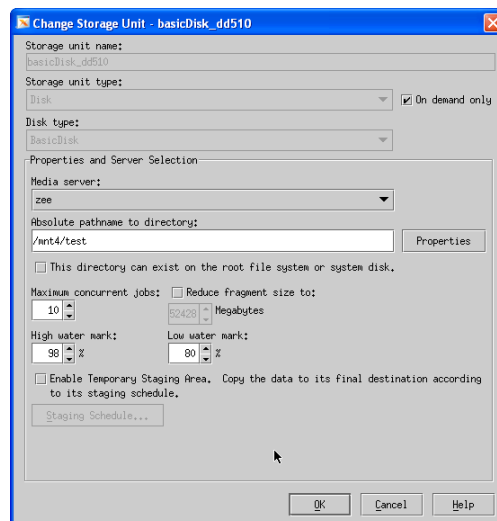 Change Storage Unit - basicDisk_dd510
Storage unit name:
basicDisk_dd510
Storage unit type:
Disk
On demand only
Disk type:
BasicDisk
Properties and Server Selection
Media server:
zee
Absolute pathname to directory:
/mnt4/test
Properties
This directory can exist on the root file system or system disk.
Maximum concurrent jobs: Reduce fragment size to:
10 52428 Megabytes
High water mark: Low water mark:
98 % 80 %
Enable Temporary Staging Area. Copy the data to its final destination according
to its staging schedule.
Staging Schedule...
OK Cancel Help